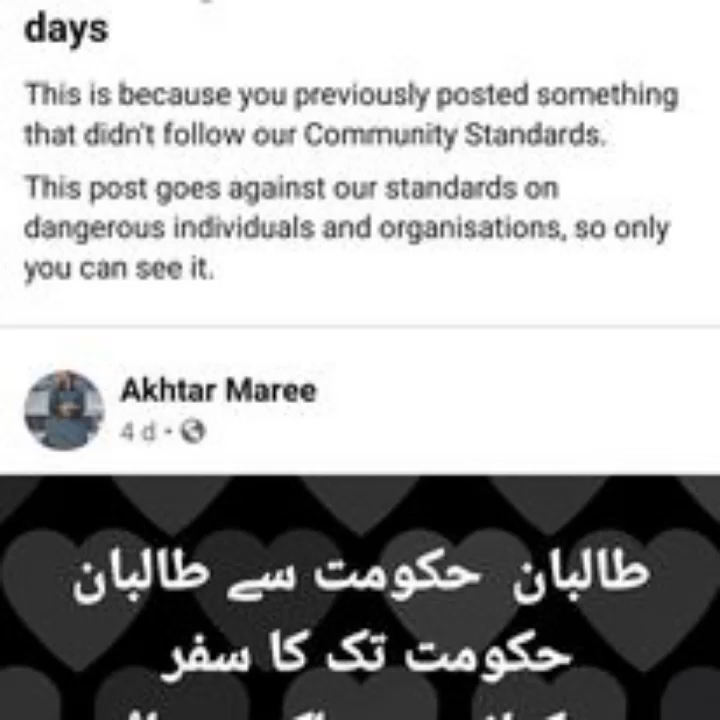 days
This is because you previously posted something
that didn't follow our Community Standards.
This post goes against our standards on
dangerous individuals and organisations, so only
you can see it.
Akhtar Maree
4 d •
طالبان حکومت سے طالبان
حکومت تک کا سفر